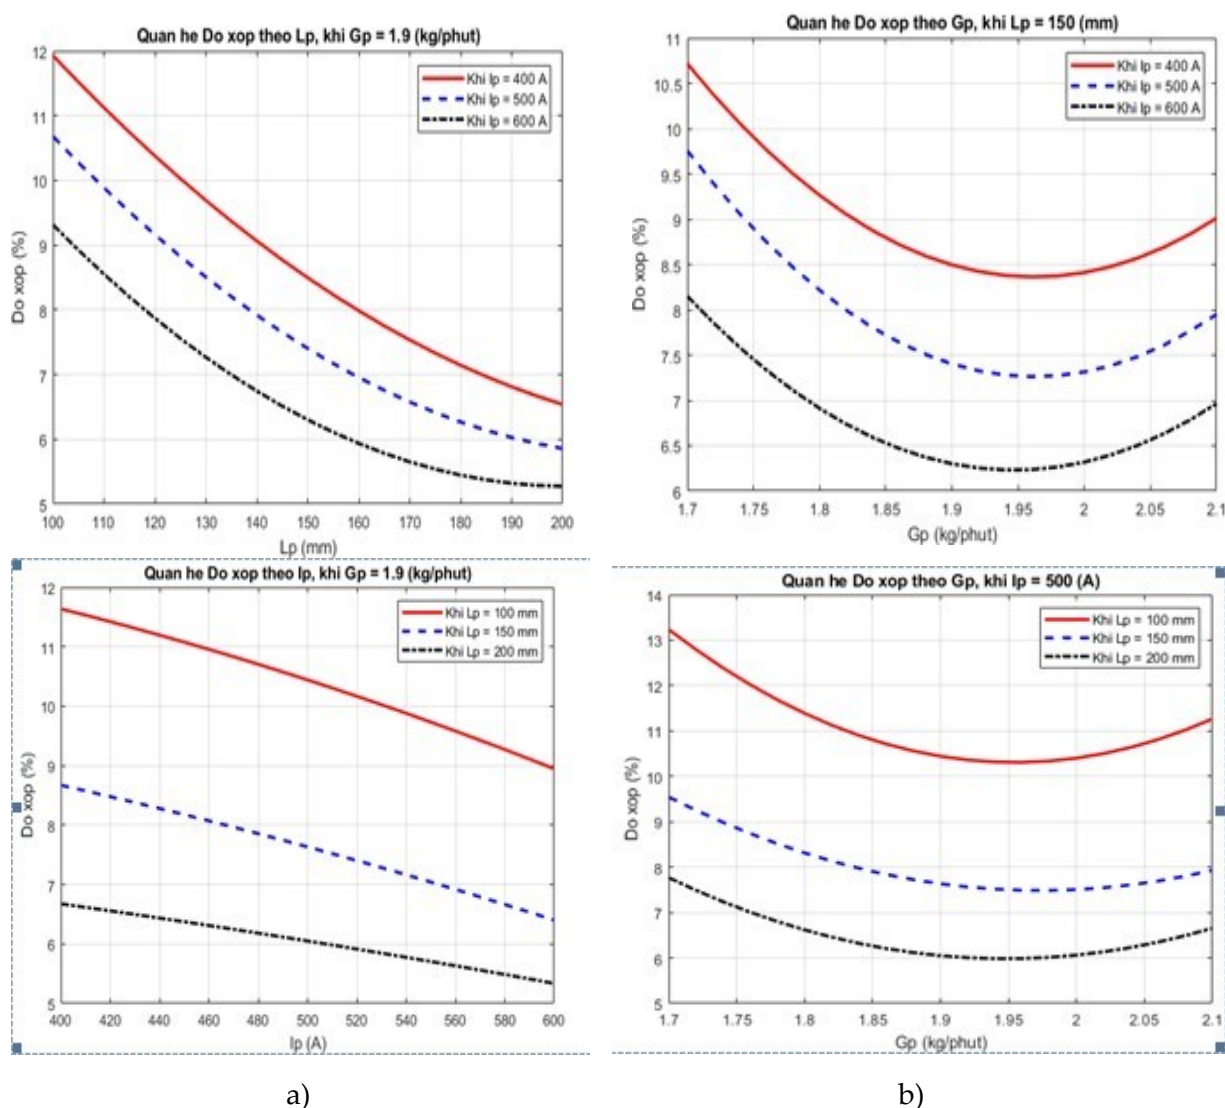 Quan he Do xop theo Lp, khi Gp = 1.9 (kg/phut)
Khi Ip = 400 A
Khi Ip = 500 A
Khi Ip = 600 A
12
11
10
9
8
7
6
5
Do xop (%)
100 110 120 130 140 150 160 170 180 190 200
Lp (mm)
Quan he Do xop theo Gp, khi Lp = 150 (mm)
Khi Ip = 400 A
Khi Ip = 500 A
Khi Ip = 600 A
11
10.5
10
9.5
9
8.5
8
7.5
7
6.5
6
Do xop (%)
1.7 1.75 1.8 1.85 1.9 1.95 2 2.05 2.1
Gp (kg/phut)
Quan he Do xop theo Ip, khi Gp = 1.9 (kg/phut)
Khi Lp = 100 mm
Khi Lp = 150 mm
Khi Lp = 200 mm
12
11
10
9
8
7
6
5
Do xop (%)
400 420 440 460 480 500 520 540 560 580 600
Ip (A)
Quan he Do xop theo Gp, khi Ip = 500 (A)
Khi Lp = 100 mm
Khi Lp = 150 mm
Khi Lp = 200 mm
14
13
12
11
10
9
8
7
6
5
Do xop (%)
1.7 1.75 1.8 1.85 1.9 1.95 2 2.05 2.1
Gp (kg/phut)
a)
b)